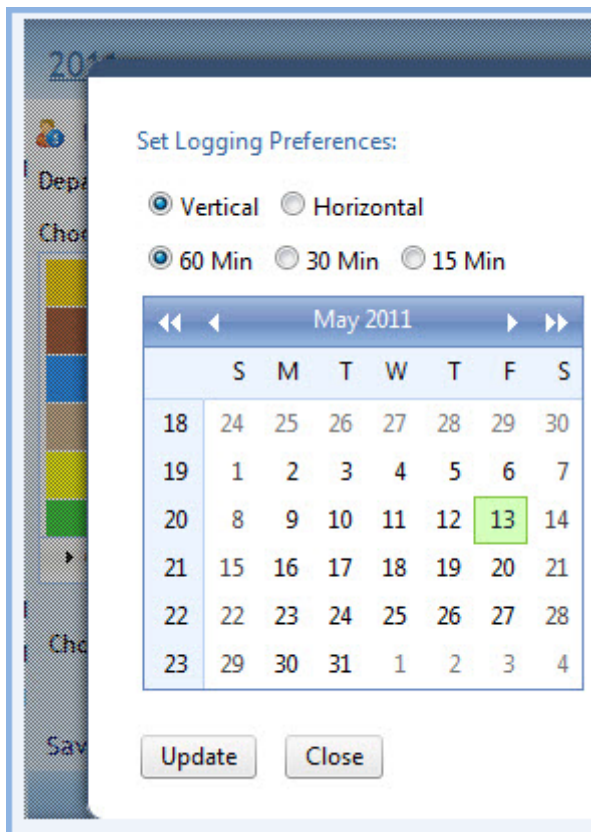 Set Logging Preferences:
Vertical Horizontal
60 Min 30 Min 15 Min
May 2011
S M T W T F S
18 24 25 26 27 28 29 30
19 1 2 3 4 5 6 7
20 8 9 10 11 12 13 14
21 15 16 17 18 19 20 21
22 22 23 24 25 26 27 28
23 29 30 31 1 2 3 4
Update Close